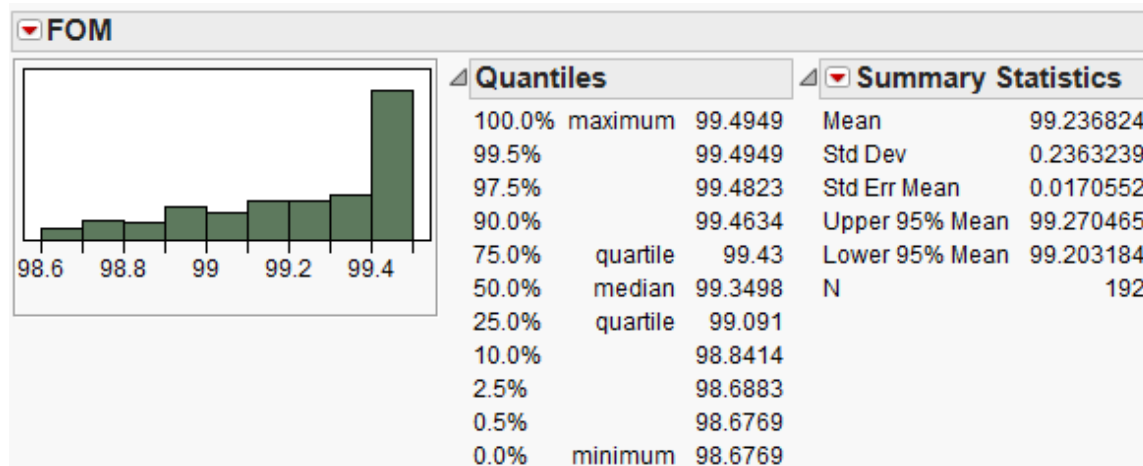 FOM
98.6 98.8 99 99.2 99.4
Quantiles
100.0% maximum 99.4949
99.5% 99.4949
97.5% 99.4823
90.0% 99.4634
75.0% quartile 99.43
50.0% median 99.3498
25.0% quartile 99.091
10.0% 98.8414
2.5% 98.6883
0.5% 98.6769
0.0% minimum 98.6769
Summary Statistics
Mean 99.236824
Std Dev 0.2363239
Std Err Mean 0.0170552
Upper 95% Mean 99.270465
Lower 95% Mean 99.203184
N 192